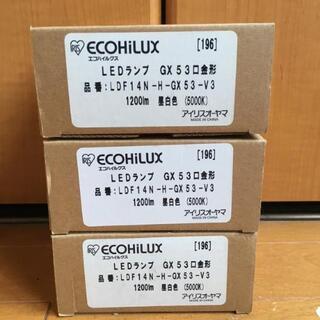 ECOHiLUX [196]
エコハイルクス
LEDランプ GX53口金形
品番:LDF14N-H-GX53-V3
1200lm 昼白色 (5000K)
アイリスオーヤマ
MADE IN CHINA
ECOHiLUX [196]
エコハイルクス
LEDランプ GX53口金形
品番:LDF14N-H-GX53-V3
1200lm 昼白色 (5000K)
アイリスオーヤマ
MADE IN CHINA
ECOHiLUX [196]
エコハイルクス
LEDランプ GX53口金形
品番:LDF14N-H-GX53-V3
1200lm 昼白色 (5000K)
アイリスオーヤマ
MADE IN CHINA